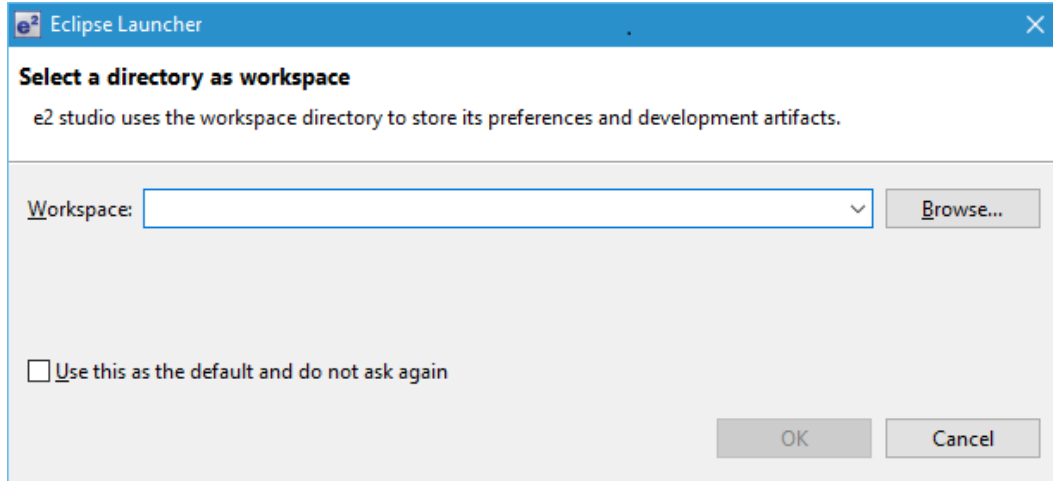 e² Eclipse Launcher
Select a directory as workspace
e2 studio uses the workspace directory to store its preferences and development artifacts.
Workspace: Browse...
Use this as the default and do not ask again
OK Cancel